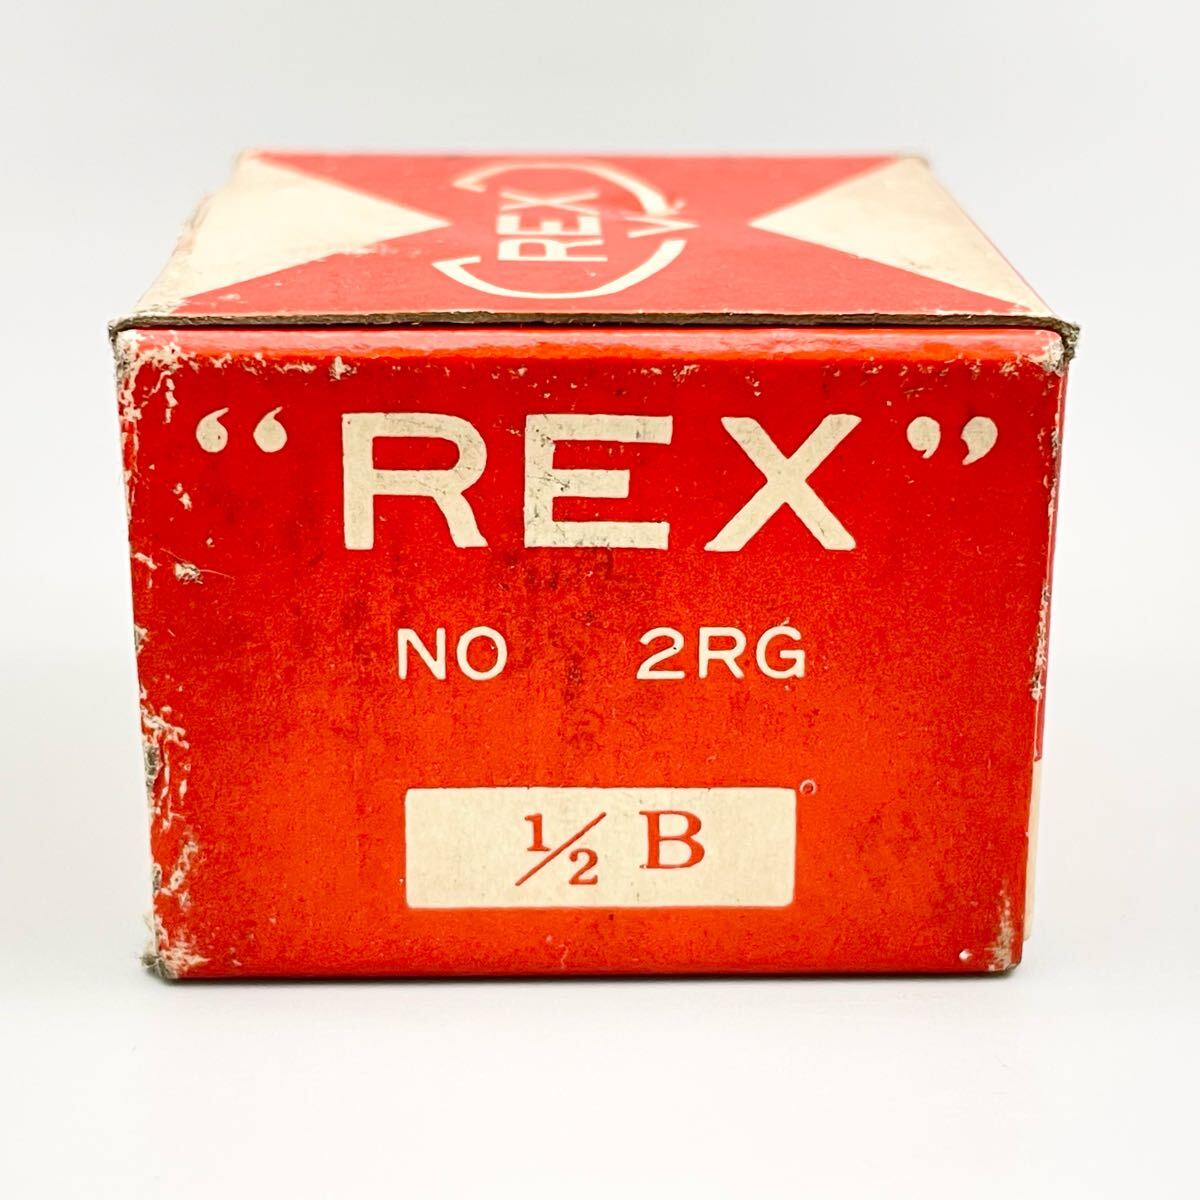 REX
“REX”
NO 2RG
½ B